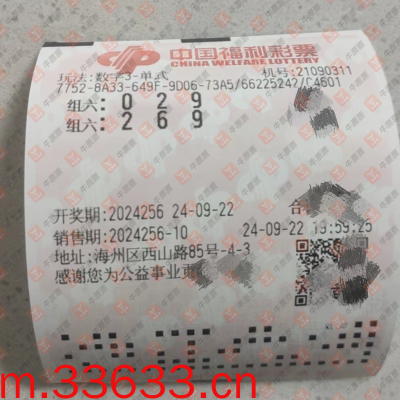 中国福利彩票
CHINA WELFARE LOTTERY
玩法:数字3-单式 机号:21090311
7752-8A33-649F-9D06-73A5/66225242/C4601
组六: 0 2 9
组六: 2 6 9
开奖期:2024256 24-09-22 合
销售期:2024256-10 24-09-22 13:59:25
地址:海州区西山路85号-4-3
感谢您为公益事业贡
m.33633.cn